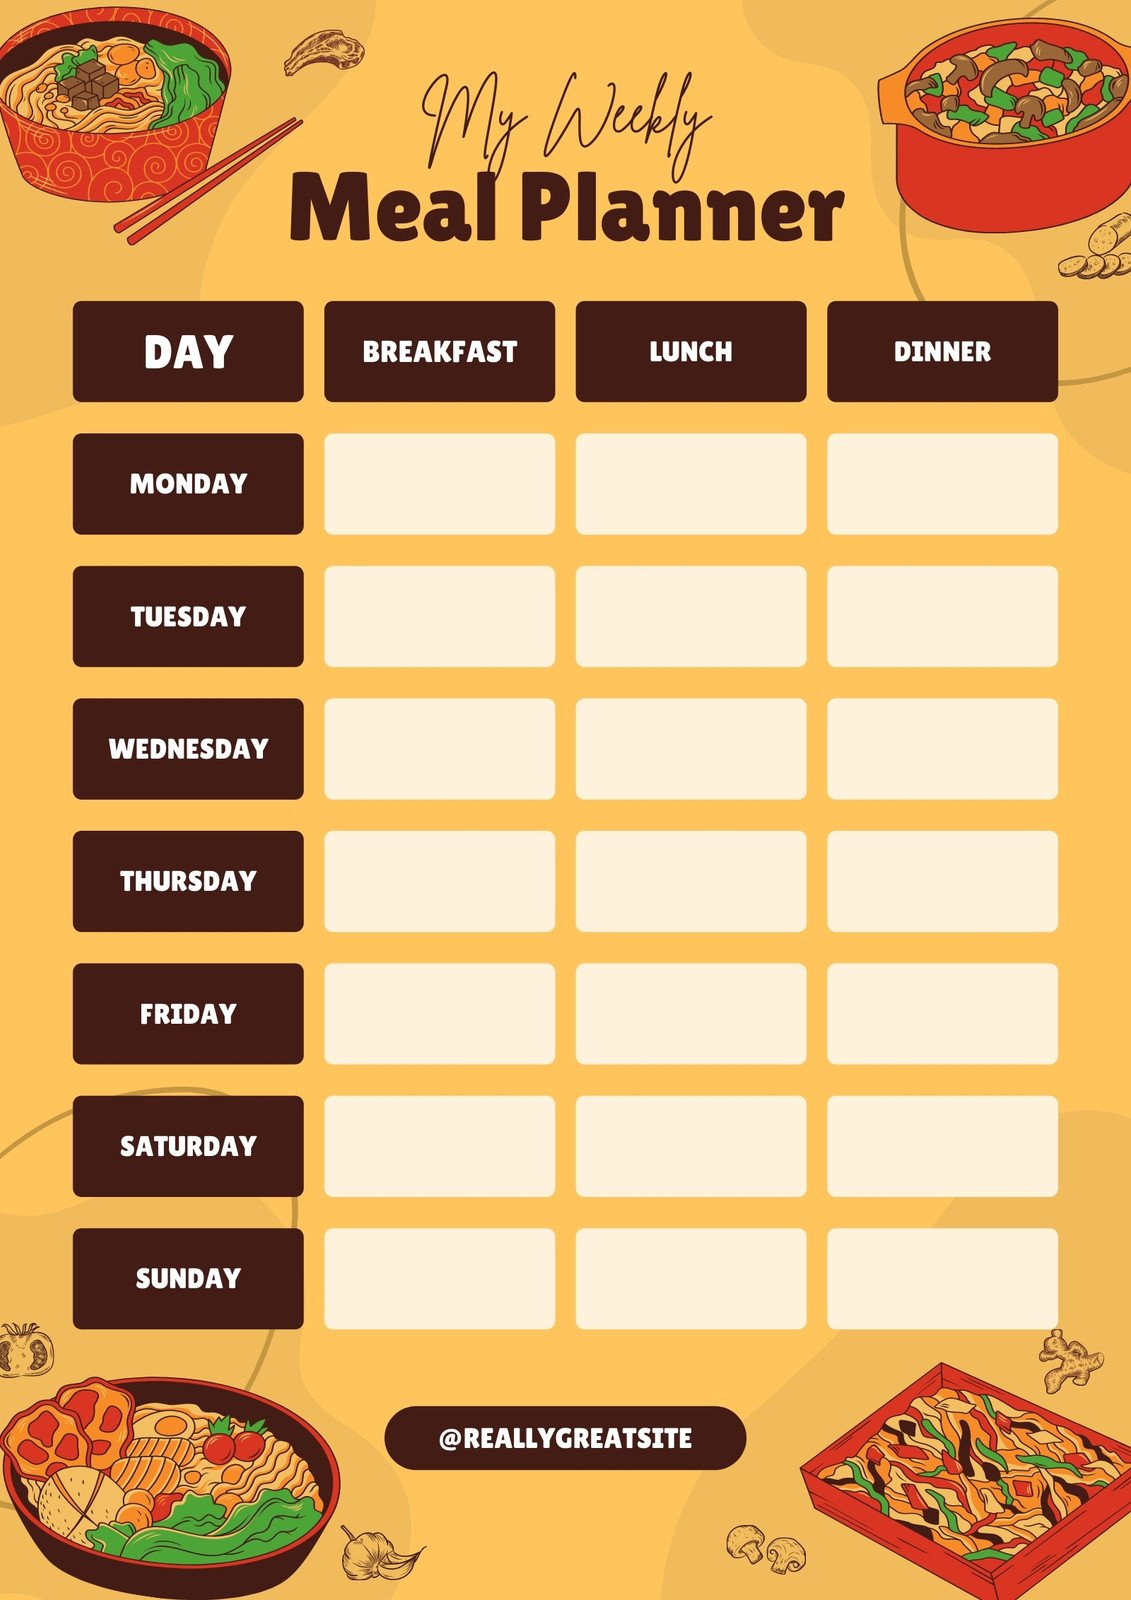 My Weekly
Meal Planner
DAY BREAKFAST LUNCH DINNER
MONDAY
TUESDAY
WEDNESDAY
THURSDAY
FRIDAY
SATURDAY
SUNDAY
@REALLYGREATSITE